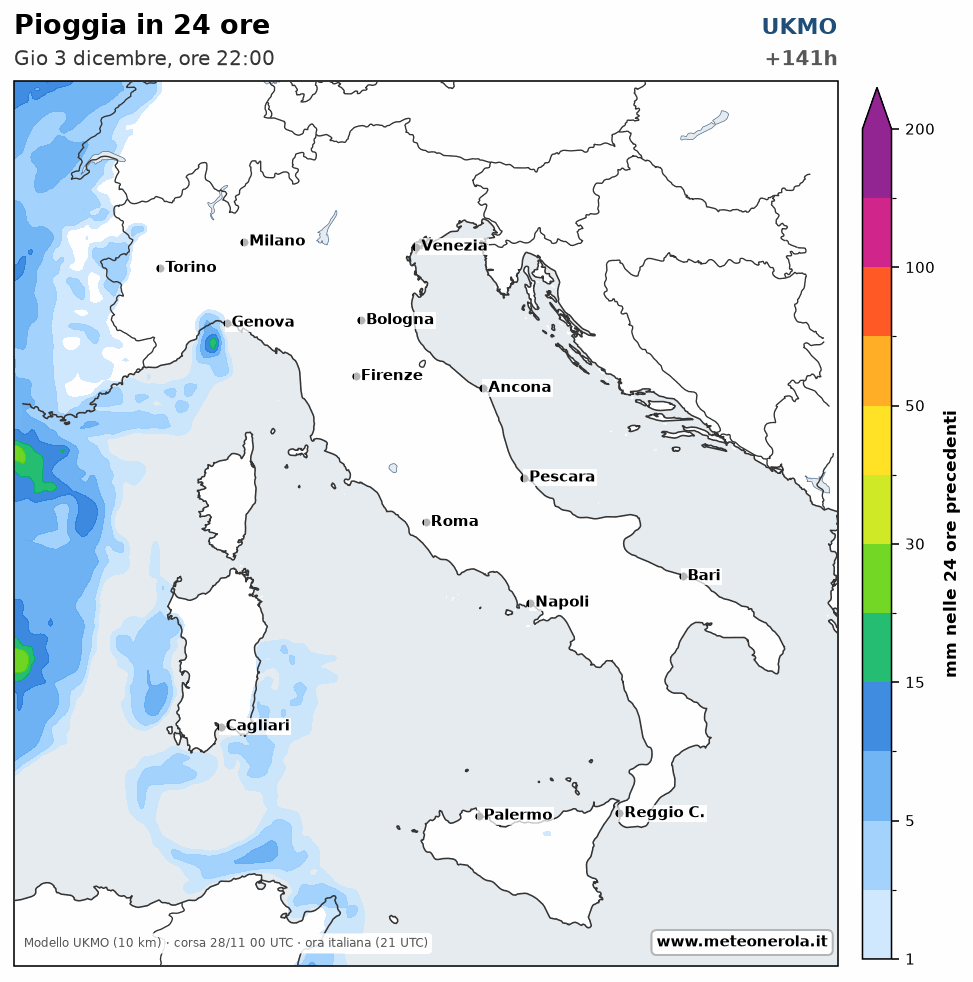 Pioggia in 24 ore
UKMO
Gio 3 dicembre, ore 22:00
+141h
200
100
50
30
15
5
1
mm nelle 24 ore precedenti
Milano
Venezia
Torino
Genova
Bologna
Firenze
Ancona
Pescara
Roma
Bari
Napoli
Cagliari
Palermo
Reggio C.
Modello UKMO (10 km) · corsa 28/11 00 UTC · ora italiana (21 UTC)
www.meteonerola.it